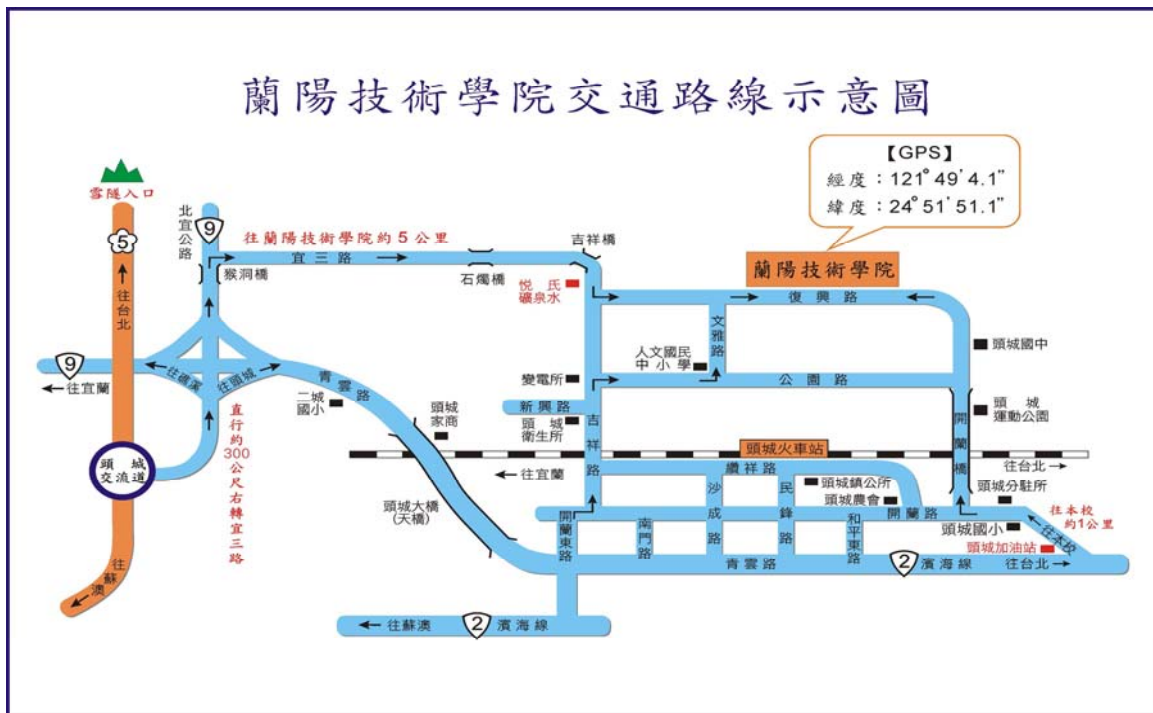 蘭陽技術學院交通路線示意圖
【GPS】
經度：121°49'4.1"
緯度：24°51'51.1"
雪隧入口
5
往台北
北宜公路
9
猴洞橋
往蘭陽技術學院約5公里
宜三路
石燭橋
吉祥橋
悦氏
礦泉水
蘭陽技術學院
復興路
文雅路
人文國民
中小學
頭城國中
9
往宜蘭
往礁溪
往頭城
青雲路
二城
國小
頭城
家商
變電所
公園路
新興路
頭城
衛生所
吉祥路
頭城
運動公園
開蘭橋
直行約300公尺右轉宜三路
頭城
交流道
頭城火車站
往宜蘭
往台北
纘祥路
頭城鎮公所
頭城農會
頭城分駐所
頭城大橋
(天橋)
開蘭東路
南門路
沙成路
民鋒路
和平東路
開蘭路
頭城國小
往本校
約1公里
往本校
頭城加油站
青雲路
2
濱海線
往台北
往蘇澳
往蘇澳
2
濱海線